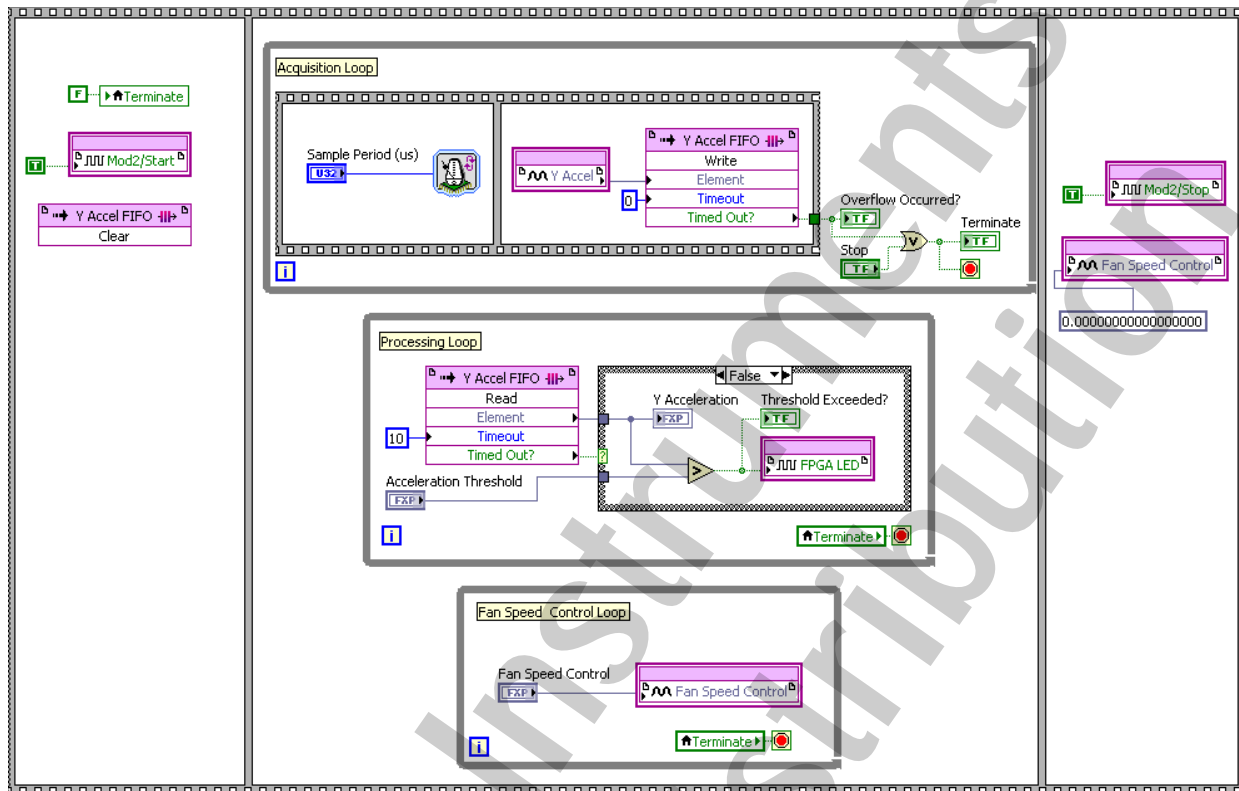 F
Terminate
T
Mod2/Start
Y Accel FIFO
Clear
Acquisition Loop
Sample Period (us)
U32
Y Accel
Y Accel FIFO
Write
Element
0
Timeout
Timed Out?
Overflow Occurred?
TF
Stop
TF
V
Terminate
TF
i
Processing Loop
Y Accel FIFO
Read
Element
10
Timeout
Timed Out?
?
Acceleration Threshold
FXP
False
Y Acceleration
FXP
Threshold Exceeded?
TF
>
FPGA LED
i
Terminate
Fan Speed Control Loop
Fan Speed Control
FXP
Fan Speed Control
i
Terminate
T
Mod2/Stop
Fan Speed Control
0.00000000000000000
Instruments
stribution